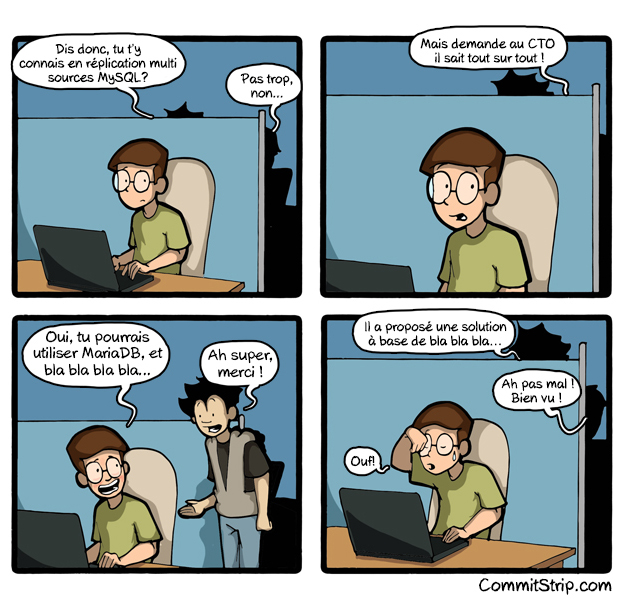 Dis donc, tu t'y
connais en réplication multi
sources MySQL?
Pas trop,
non...
Mais demande au CTO
il sait tout sur tout !
Oui, tu pourrais
utiliser MariaDB, et
bla bla bla bla...
Ah super,
merci !
Il a proposé une solution
à base de bla bla bla...
Ah pas mal !
Bien vu !
Ouf!
CommitStrip.com